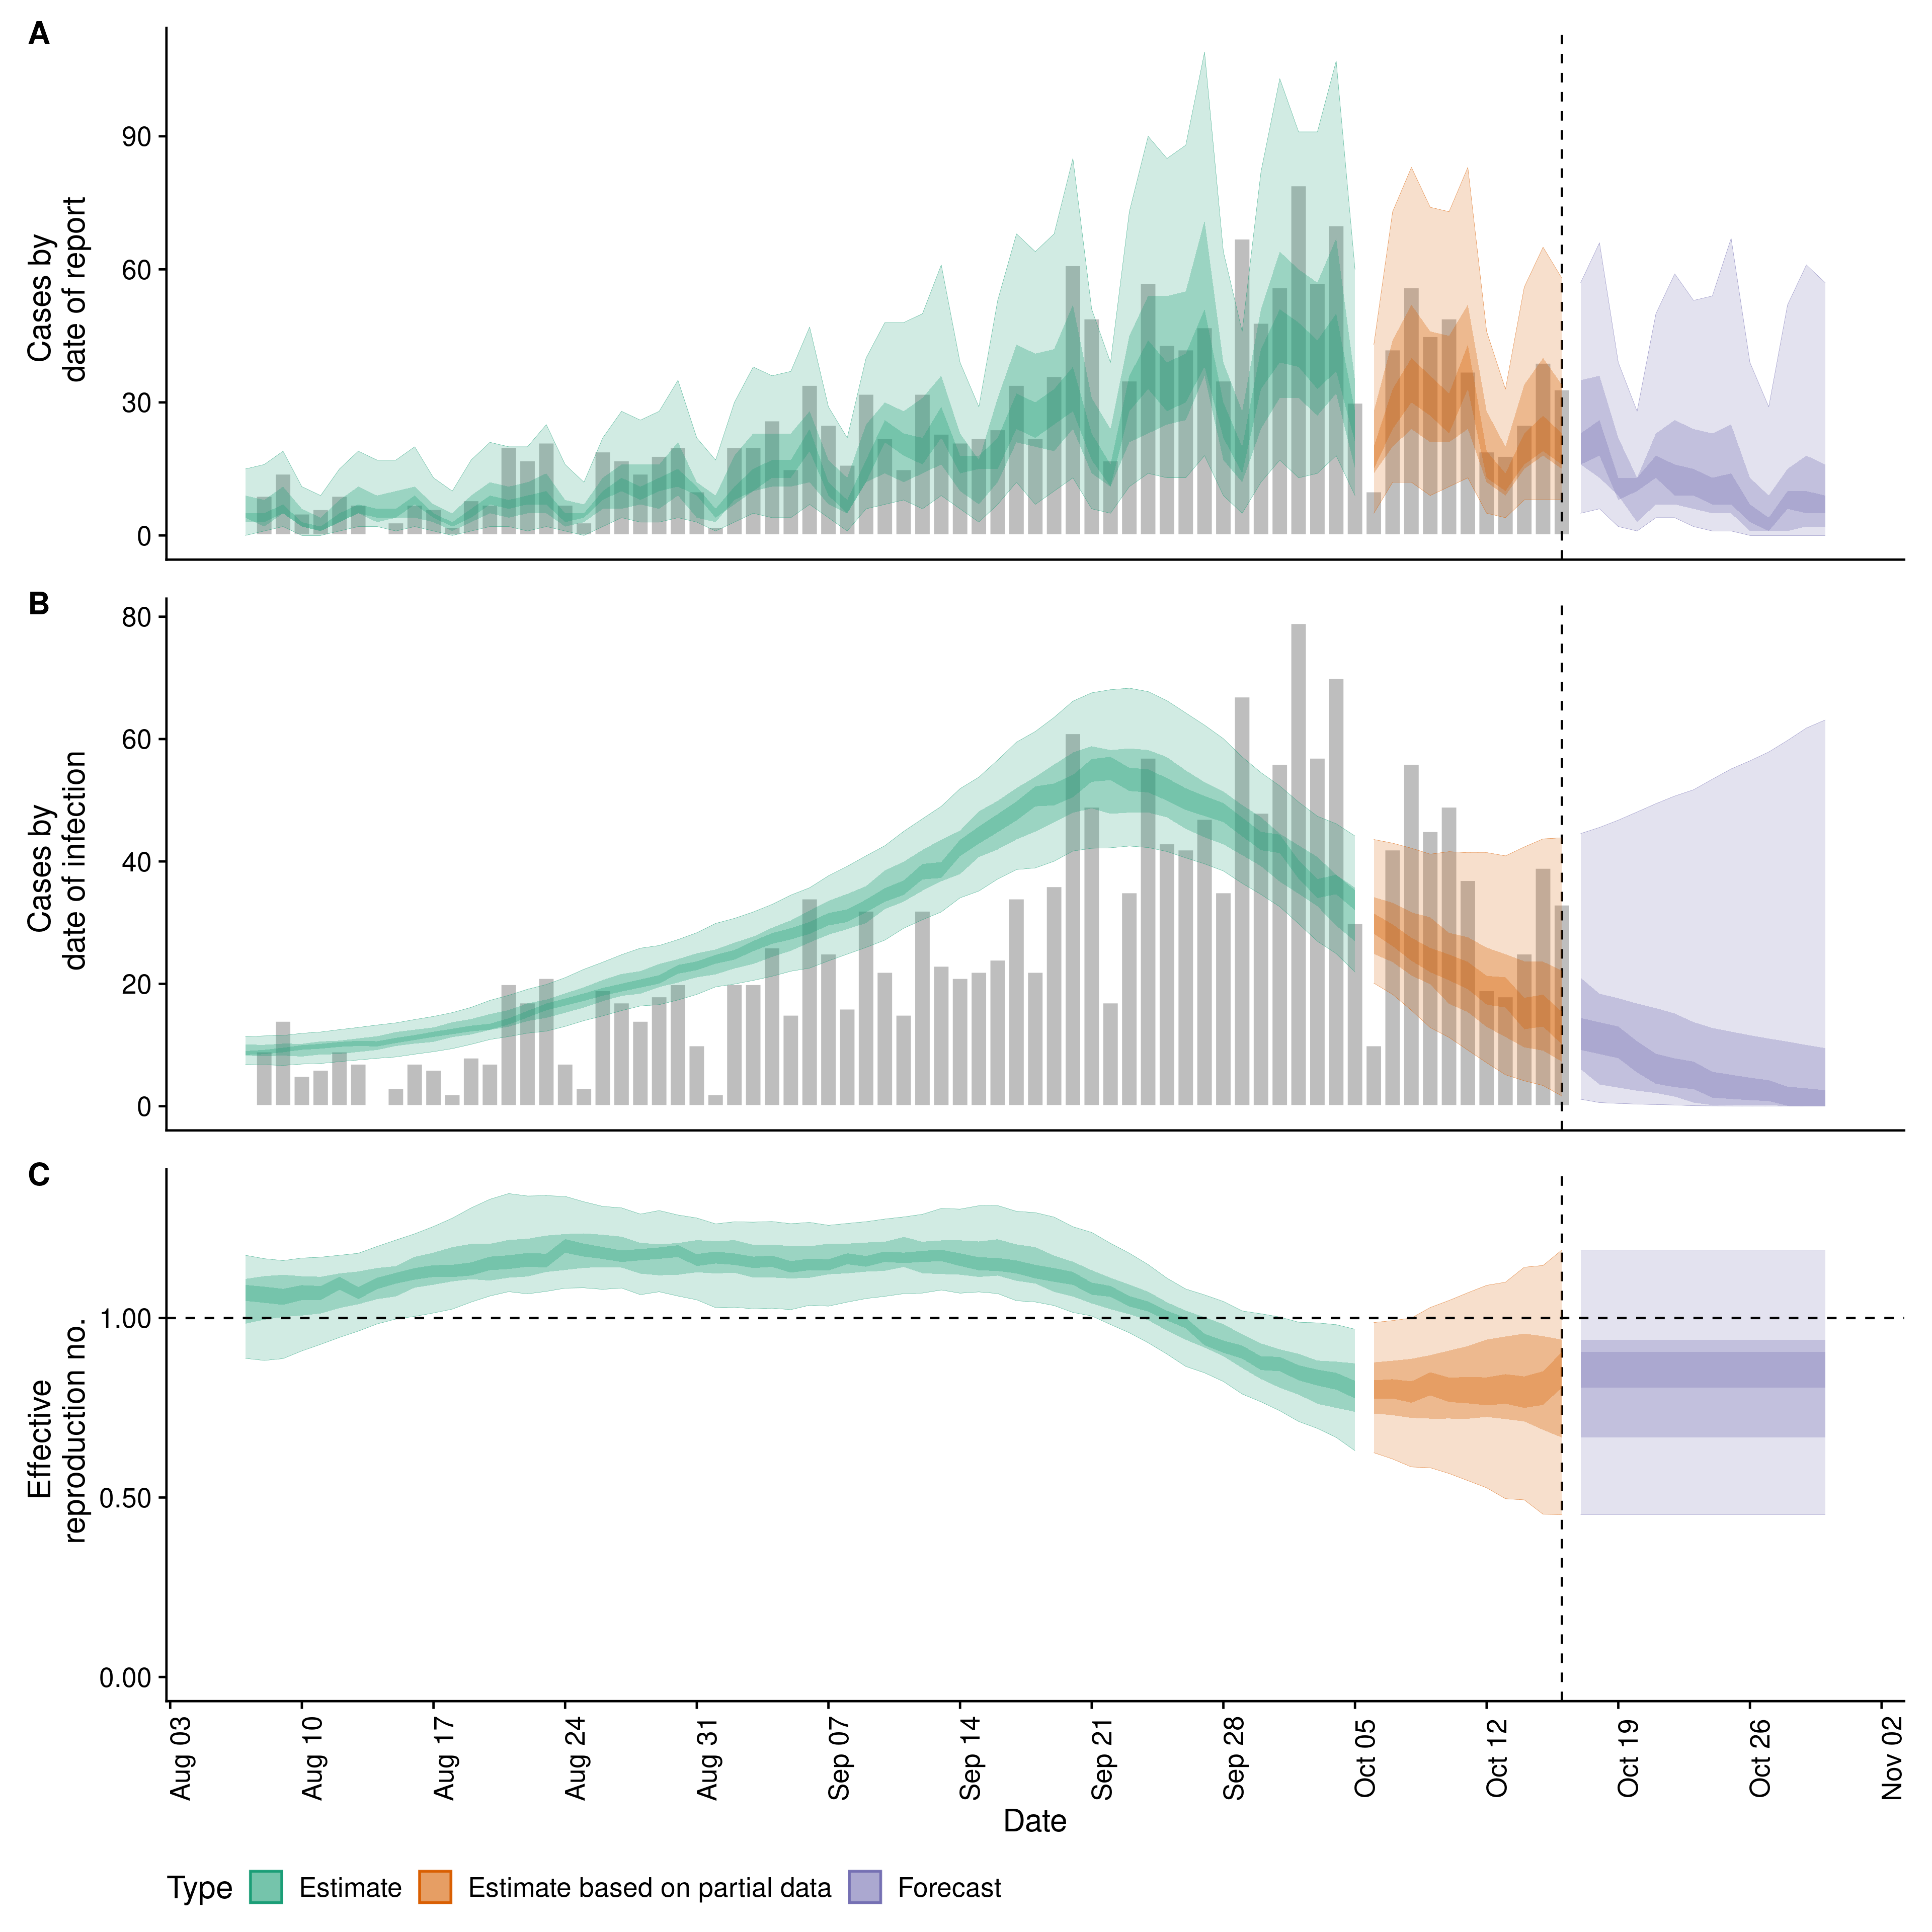 A
Cases by
date of report
90
60
30
0
B
Cases by
date of infection
80
60
40
20
0
C
Effective
reproduction no.
1.00
0.50
0.00
Aug 03
Aug 10
Aug 17
Aug 24
Aug 31
Sep 07
Sep 14
Sep 21
Sep 28
Oct 05
Oct 12
Oct 19
Oct 26
Nov 02
Date
Type Estimate Estimate based on partial data Forecast